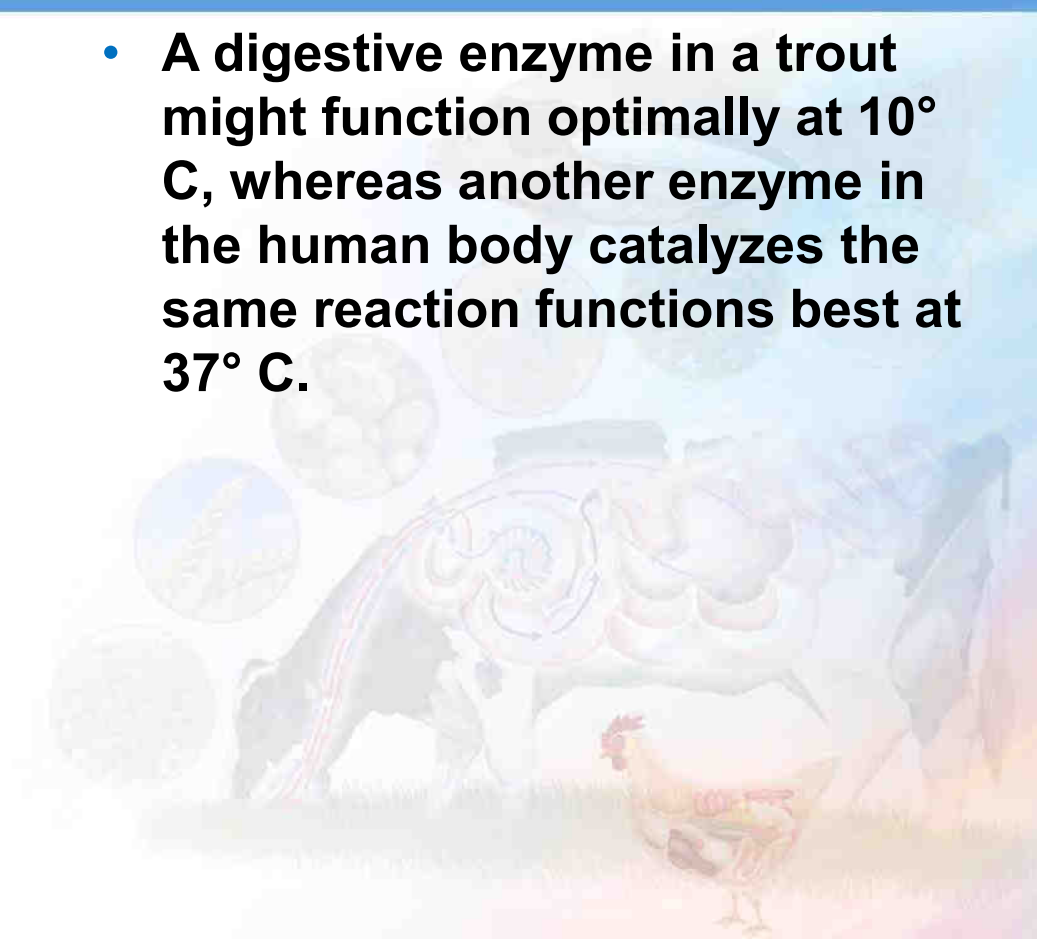 • A digestive enzyme in a trout
might function optimally at 10°
C, whereas another enzyme in
the human body catalyzes the
same reaction functions best at
37° C.